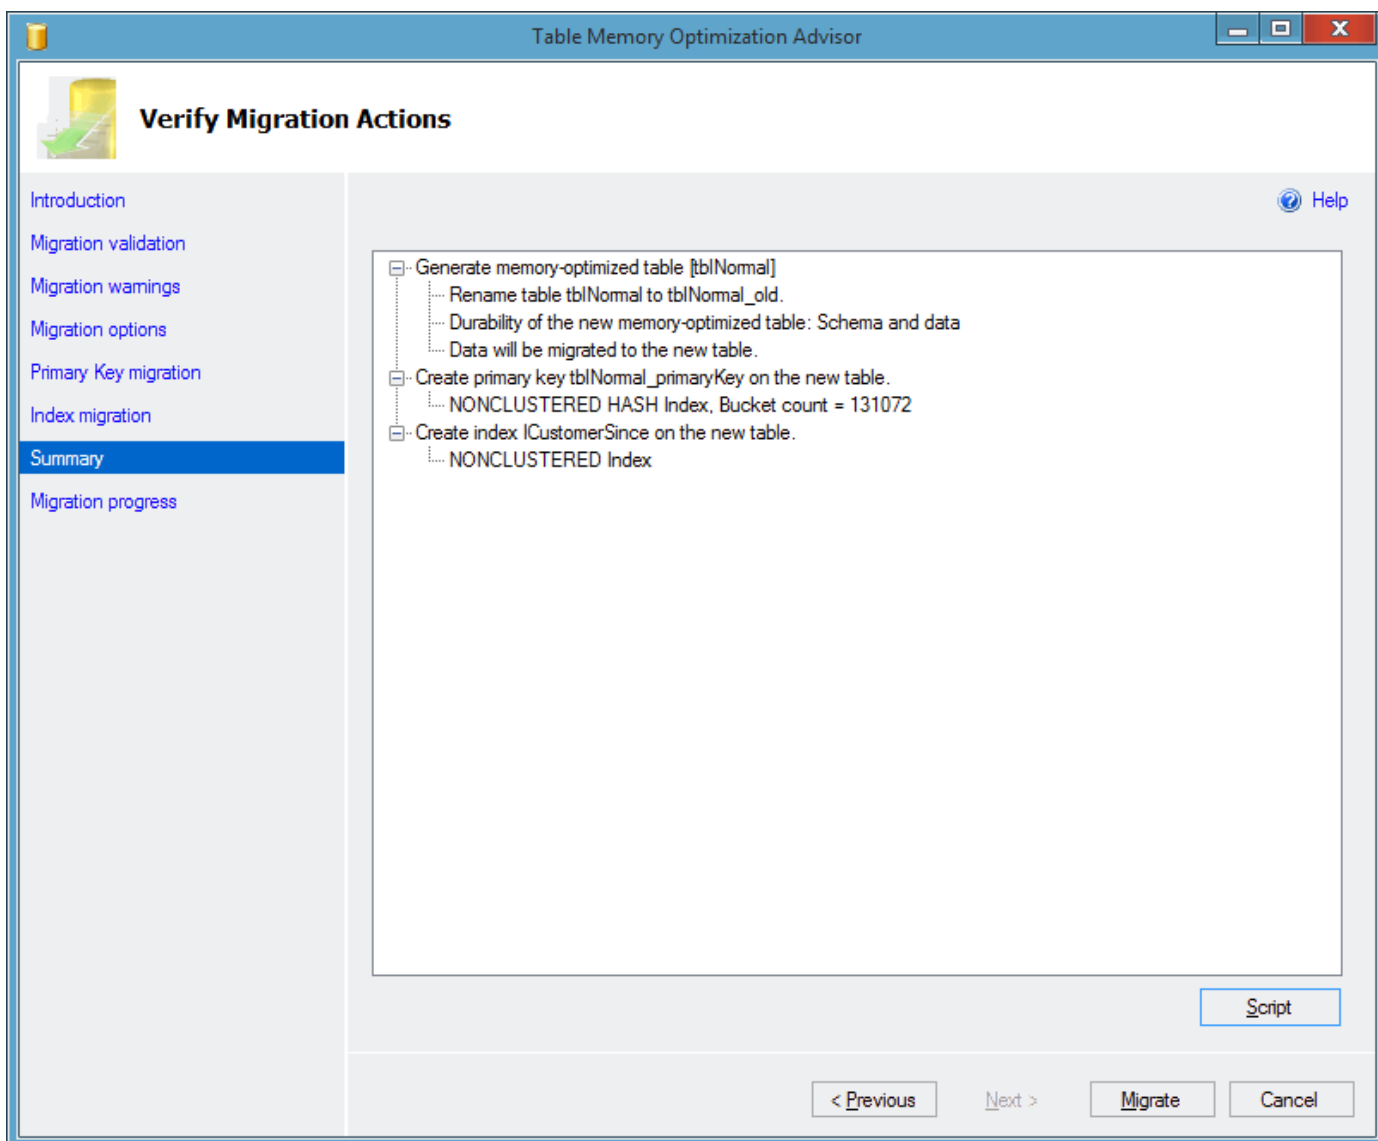 Table Memory Optimization Advisor
X
Verify Migration Actions
Introduction
Migration validation
Migration warnings
Migration options
Primary Key migration
Index migration
Summary
Migration progress
Help
Generate memory-optimized table [tblNormal]
Rename table tblNormal to tblNormal_old.
Durability of the new memory-optimized table: Schema and data
Data will be migrated to the new table.
Create primary key tblNormal_primaryKey on the new table.
NONCLUSTERED HASH Index, Bucket count = 131072
Create index ICustomerSince on the new table.
NONCLUSTERED Index
Script
< Previous
Next >
Migrate
Cancel